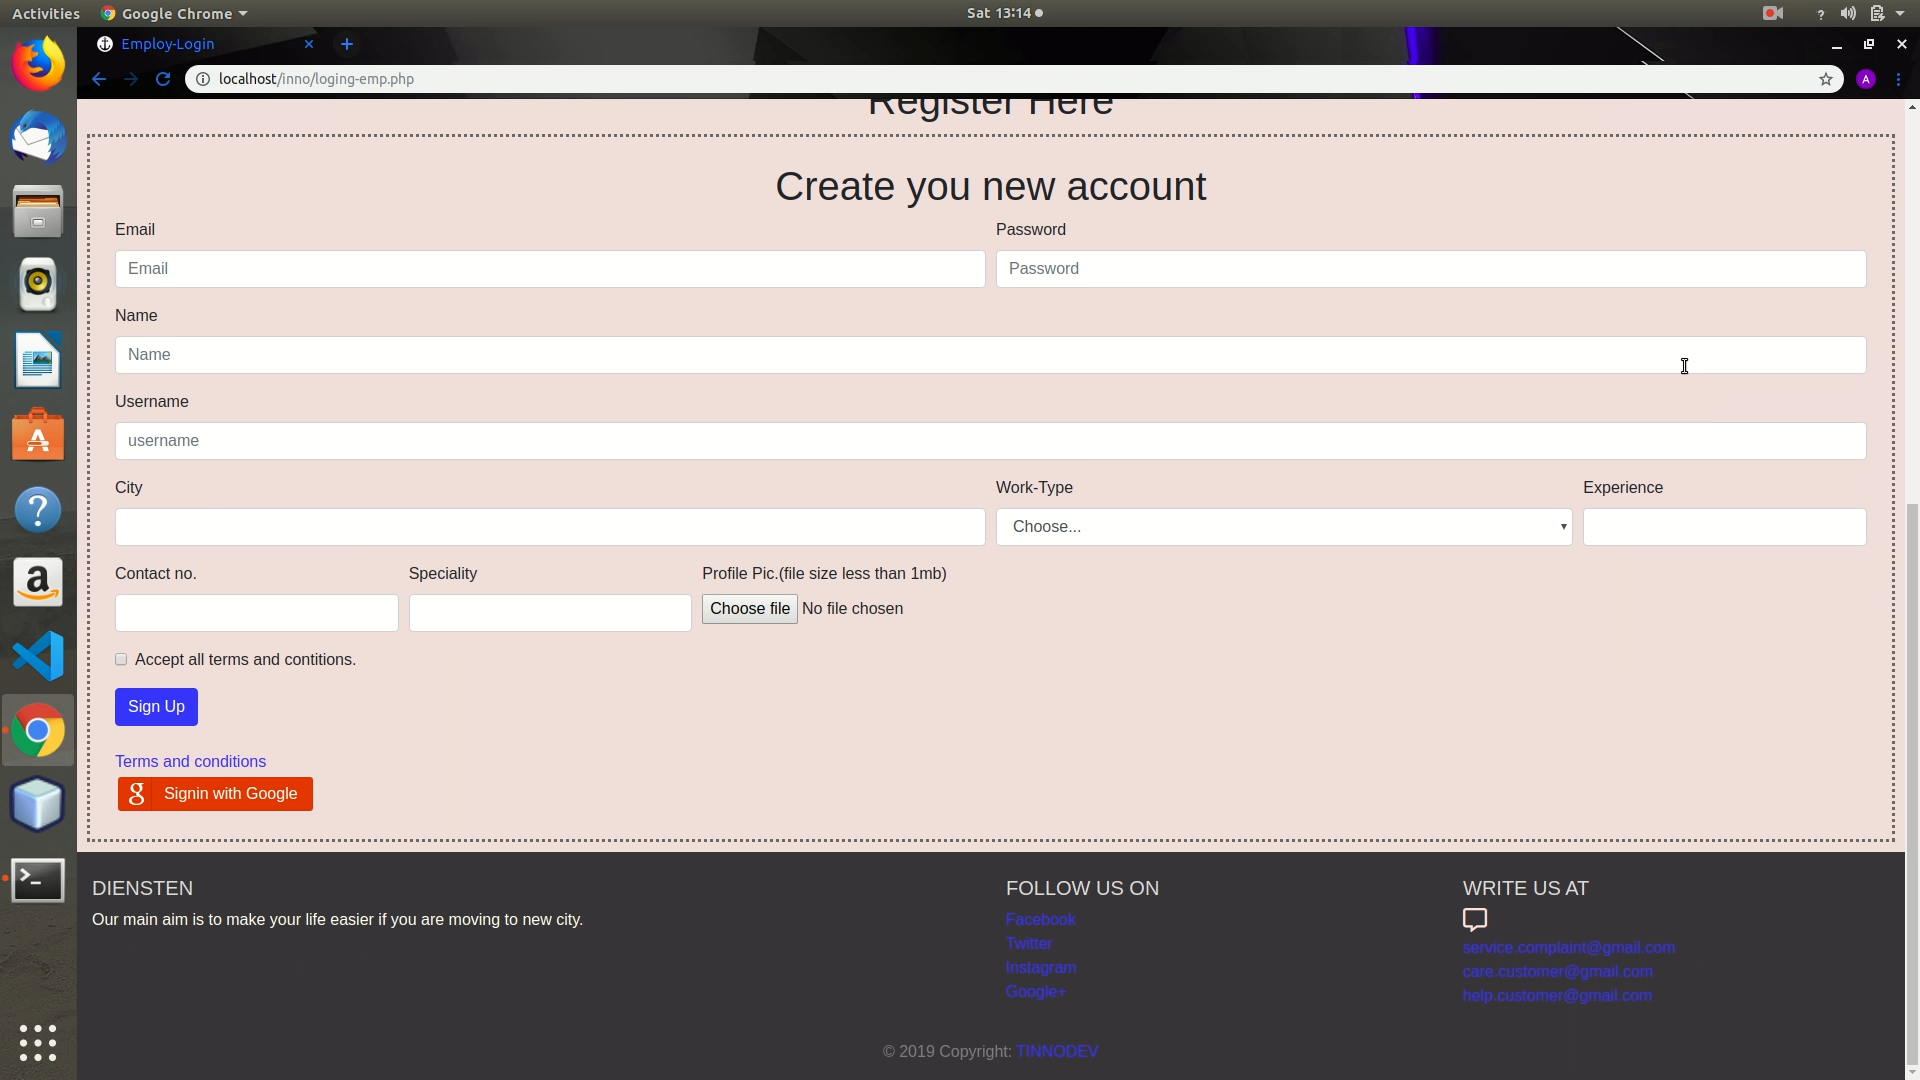 Activities Google Chrome Sat 13:14
Employ-Login
localhost/inno/loging-emp.php A
Register Here
Create you new account
Email Password
Email Password
Name
Name
Username
username
City Work-Type Experience
Choose...
Contact no. Speciality Profile Pic.(file size less than 1mb)
Choose file No file chosen
Accept all terms and contitions.
Sign Up
Terms and conditions
g Signin with Google
DIENSTEN FOLLOW US ON WRITE US AT
Our main aim is to make your life easier if you are moving to new city.
Facebook
Twitter
Instagram
Google+
service.complaint@gmail.com
care.customer@gmail.com
help.customer@gmail.com
© 2019 Copyright: TINNODEV